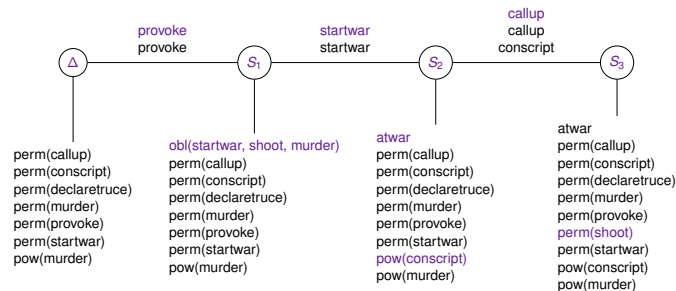 provoke
provoke
startwar
startwar
callup
callup
conscript
Δ
S1
S2
S3
perm(callup)
perm(conscript)
perm(declaretruce)
perm(murder)
perm(provoke)
perm(startwar)
pow(murder)
obl(startwar, shoot, murder)
perm(callup)
perm(conscript)
perm(declaretruce)
perm(murder)
perm(provoke)
perm(startwar)
pow(murder)
atwar
perm(callup)
perm(conscript)
perm(declaretruce)
perm(murder)
perm(provoke)
perm(startwar)
pow(conscript)
pow(murder)
atwar
perm(callup)
perm(conscript)
perm(declaretruce)
perm(murder)
perm(provoke)
perm(shoot)
perm(startwar)
pow(conscript)
pow(murder)